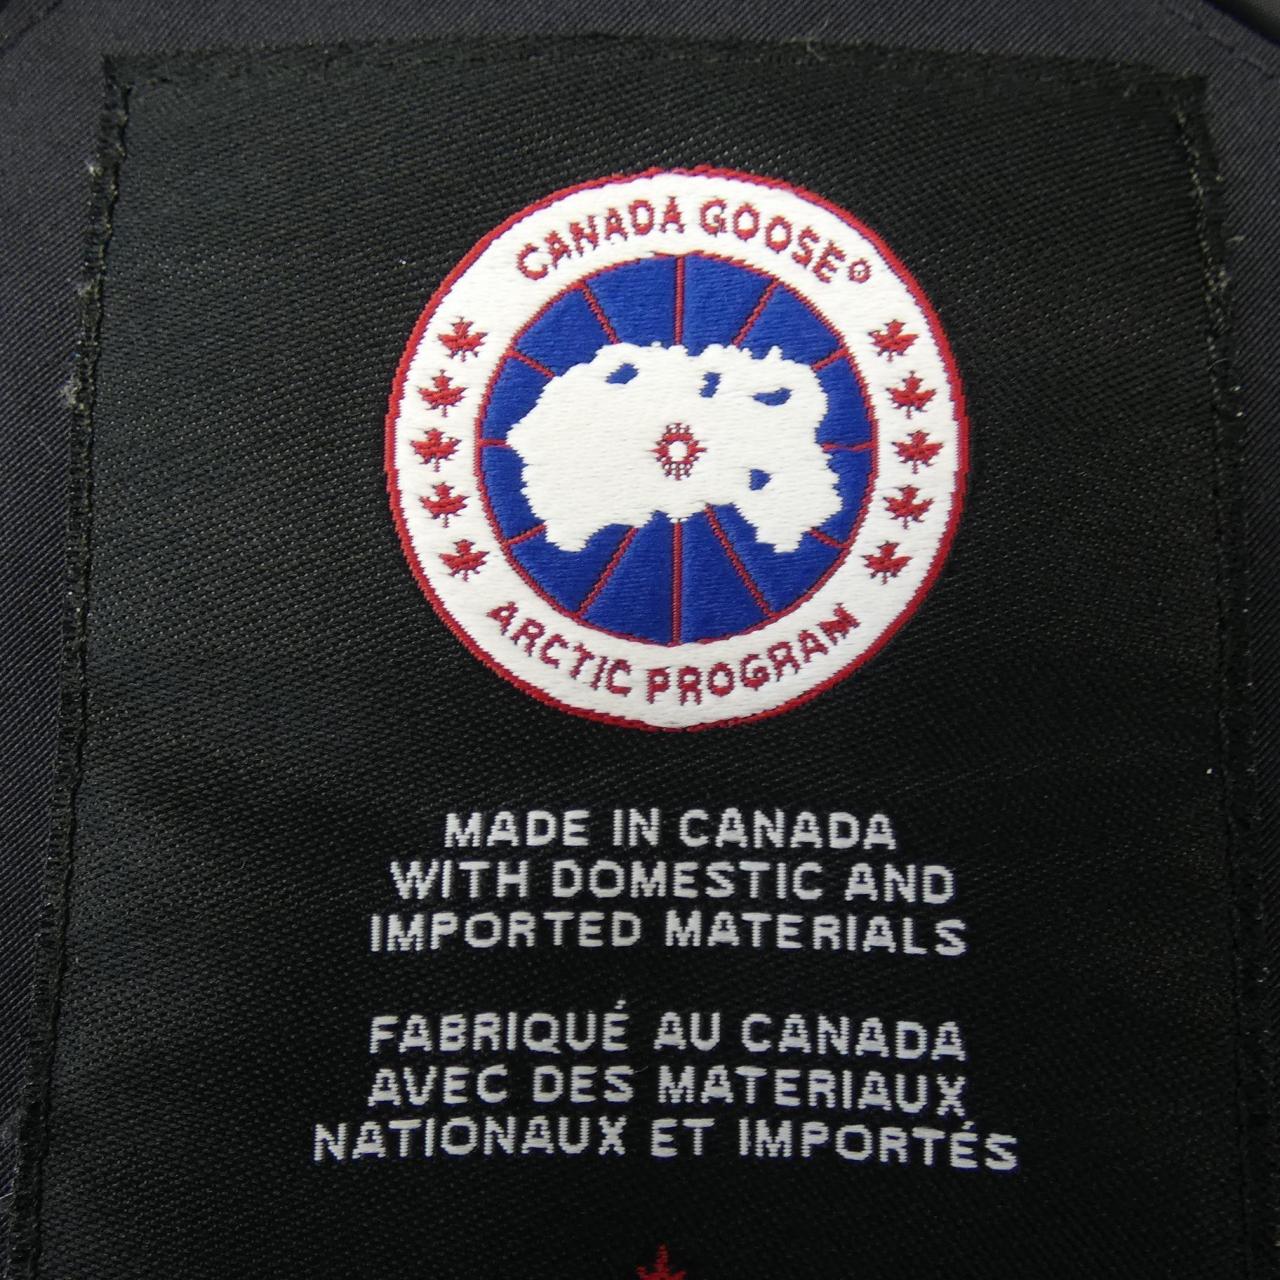 CANADA GOOSE®
ARCTIC PROGRAM
MADE IN CANADA
WITH DOMESTIC AND
IMPORTED MATERIALS
FABRIQUÉ AU CANADA
AVEC DES MATERIAUX
NATIONAUX ET IMPORTÉS